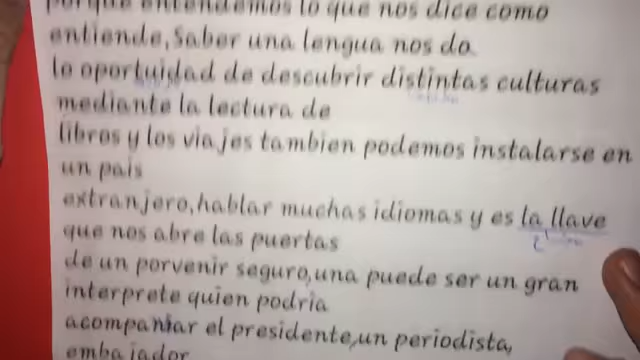 porque entendemos lo que nos dice como
entiende, Saber una lengua nos da
la oportuidad de descubrir distintas culturas
mediante la lectura de
libros y los viajes tambien podemos instalarse en
un pais
extranjero, hablar muchas idiomas y es la llave
que nos abre las puertas
de un porvenir seguro, una puede ser un gran
interprete quien podria
acompañar el presidente, un periodista,
embajador